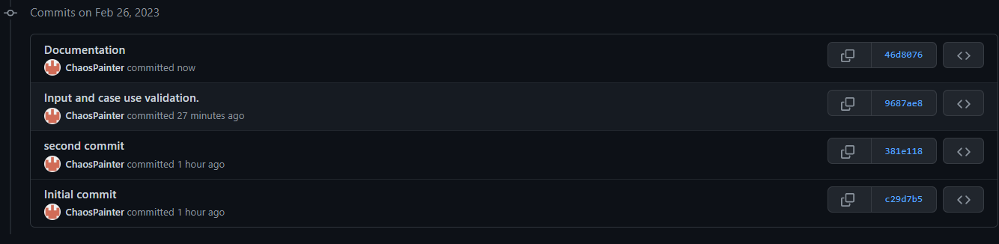 Commits on Feb 26, 2023
Documentation
ChaosPainter committed now
46d8076
Input and case use validation.
ChaosPainter committed 27 minutes ago
9687ae8
second commit
ChaosPainter committed 1 hour ago
381e118
Initial commit
ChaosPainter committed 1 hour ago
c29d7b5